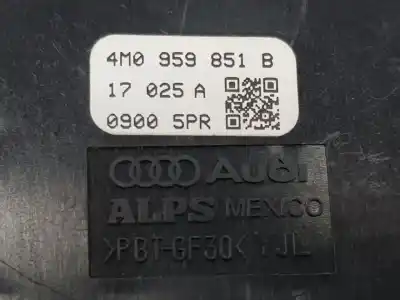 4M0 959 851 B
17 025 A
0900 5PR
Audi
ALPS MEXICO
>PBT-GF30<